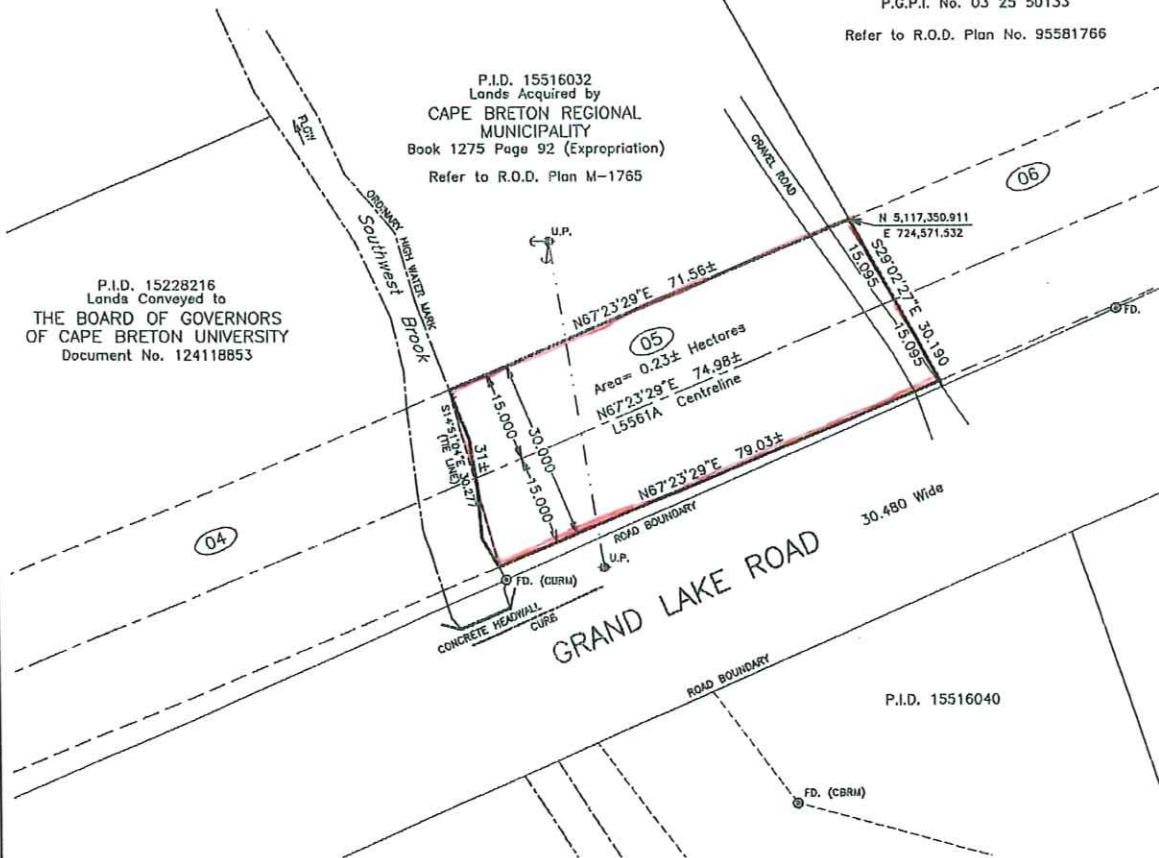 P.G.P.I. No. 03 25 50133
Refer to R.O.D. Plan No. 95581766
P.I.D. 15516032
Lands Acquired by
CAPE BRETON REGIONAL
MUNICIPALITY
Book 1275 Page 92 (Expropriation)
Refer to R.O.D. Plan M-1765
FLOW
ORDINARY HIGH WATER MARK
Southwest Brook
GRAVEL ROAD
06
N 5,117,350.911
E 724,571.532
U.P.
P.I.D. 15228216
Lands Conveyed to
THE BOARD OF GOVERNORS
OF CAPE BRETON UNIVERSITY
Document No. 124118853
N67°23'29"E 71.56±
S29°02'27"E 30.190
15.095
15.095
FD.
05
Area= 0.23± Hectares
N67°23'29"E 74.98±
L5561A Centreline
S14°51'04"E 30.277
(TIE LINE)
31±
15.000
15.000
30.000
N67°23'29"E 79.03±
ROAD BOUNDARY
30.480 Wide
04
U.P.
FD. (CBRM)
CONCRETE HEADWALL
CURB
GRAND LAKE ROAD
ROAD BOUNDARY
P.I.D. 15516040
FD. (CBRM)